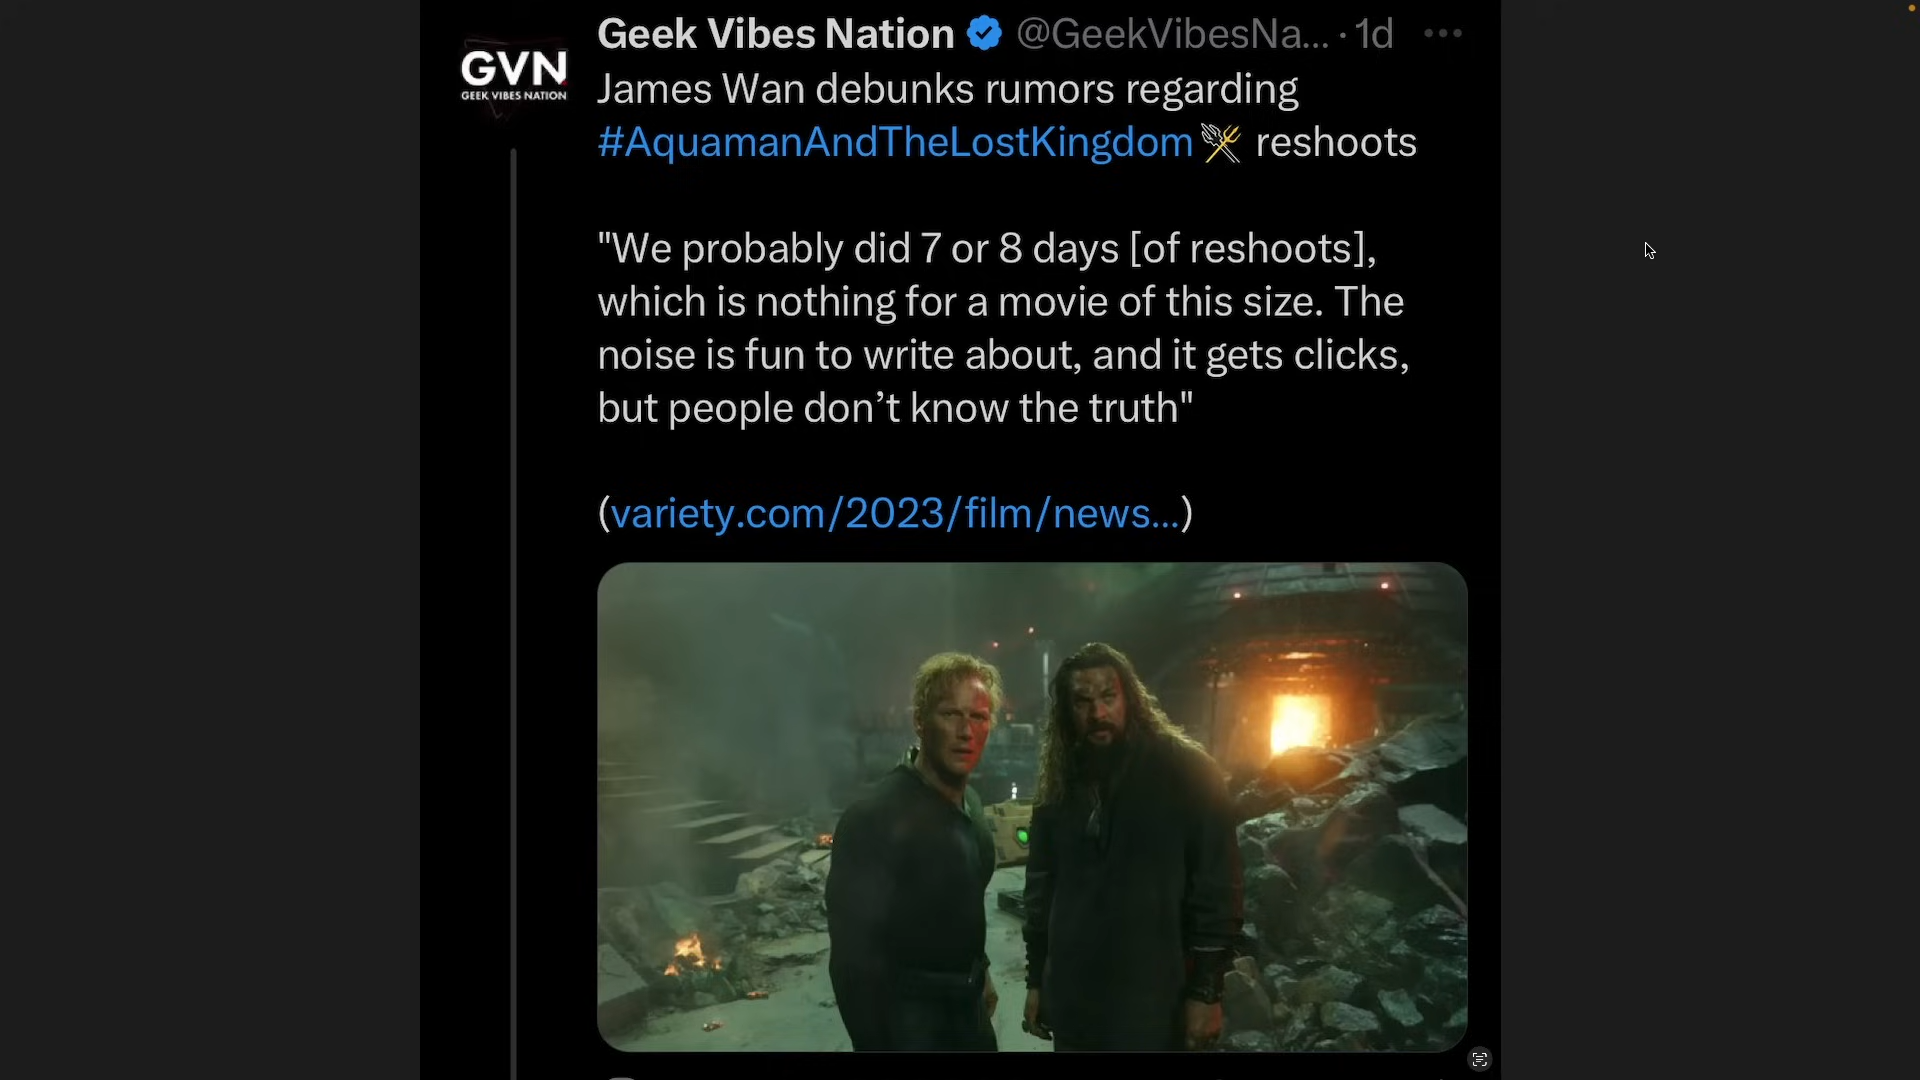 Geek Vibes Nation @GeekVibesNa... · 1d
GVN
GEEK VIBES NATION
James Wan debunks rumors regarding
#AquamanAndTheLostKingdom reshoots
"We probably did 7 or 8 days [of reshoots],
which is nothing for a movie of this size. The
noise is fun to write about, and it gets clicks,
but people don’t know the truth"
(variety.com/2023/film/news...)